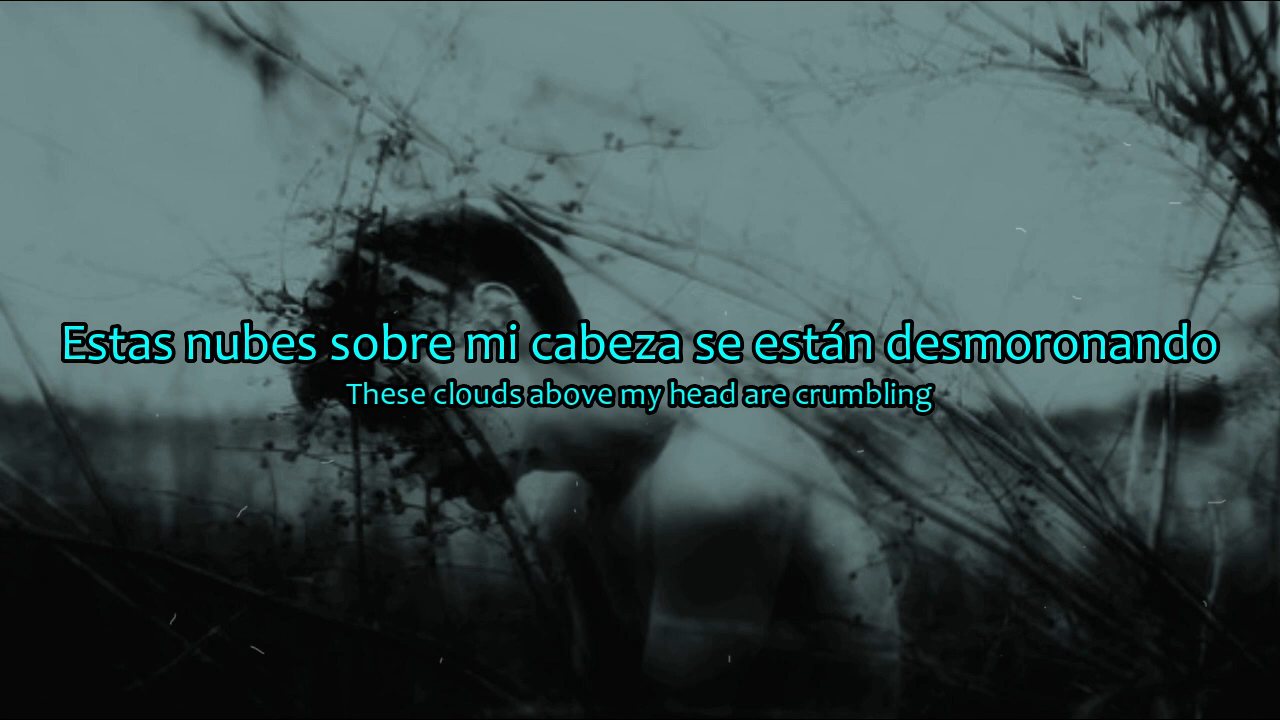 Estas nubes sobre mi cabeza se están desmoronando
These clouds above my head are crumbling